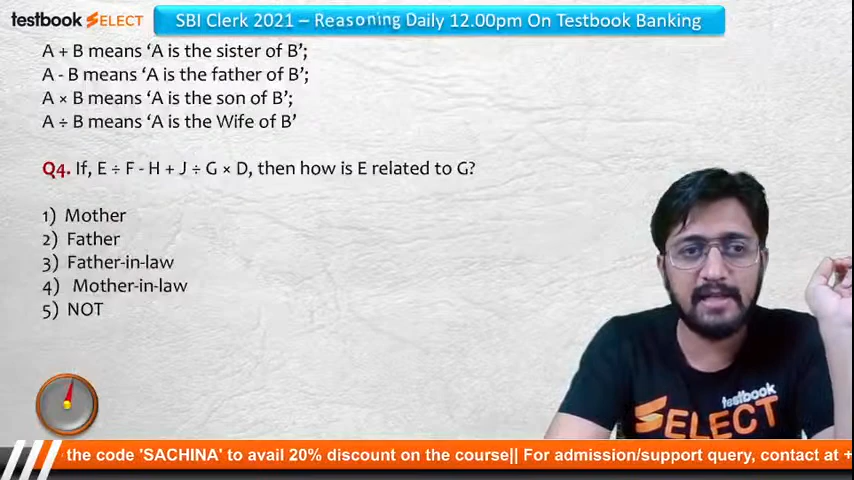 testbook SELECT
SBI Clerk 2021 – Reasoning Daily 12.00pm On Testbook Banking
A + B means ‘A is the sister of B’;
A - B means ‘A is the father of B’;
A × B means ‘A is the son of B’;
A ÷ B means ‘A is the Wife of B’
Q4. If, E ÷ F - H + J ÷ G × D, then how is E related to G?
1) Mother
2) Father
3) Father-in-law
4) Mother-in-law
5) NOT
testbook
SELECT
the code 'SACHINA' to avail 20% discount on the course|| For admission/support query, contact at +